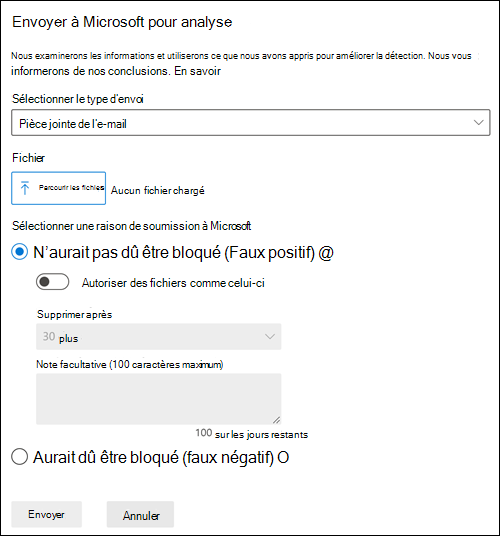 Envoyer à Microsoft pour analyse
Nous examinerons les informations et utiliserons ce que nous avons appris pour améliorer la détection. Nous vous
informerons de nos conclusions. En savoir
Sélectionner le type d'envoi
Pièce jointe de l'e-mail
Fichier
Parcourir les fichiers
Aucun fichier chargé
Sélectionner une raison de soumission à Microsoft
N'aurait pas dû être bloqué (Faux positif) @
Autoriser des fichiers comme celui-ci
Supprimer après
30 plus
Note facultative (100 caractères maximum)
100 sur les jours restants
Aurait dû être bloqué (faux négatif) O
Envoyer
Annuler